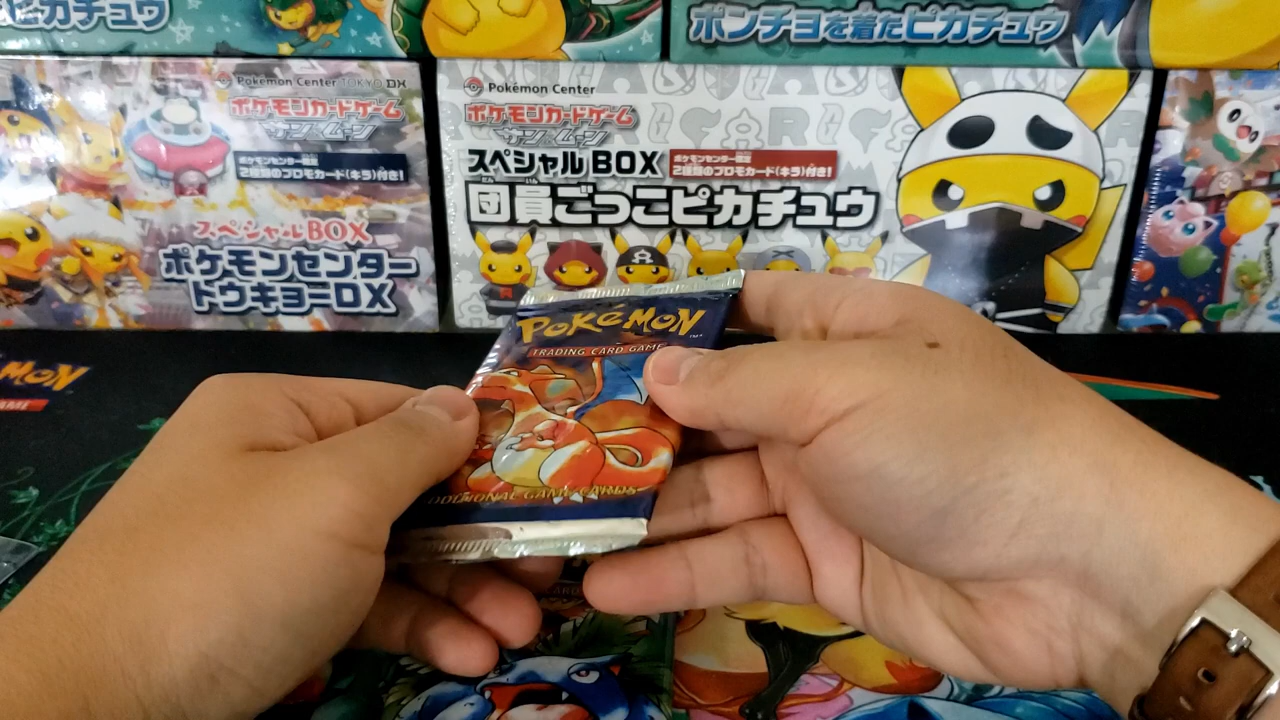 ピカチュウ
ポンチョを着たピカチュウ
Pokémon Center TOKYO DX
ポケモンカードゲーム
サン&ムーン
ポケモンセンター限定
2種類のプロモカード(キラ)付き!
スペシャルBOX
ポケモンセンター
トウキョーDX
Pokémon Center
ポケモンカードゲーム
サン&ムーン
スペシャル BOX
ポケモンセンター限定
2種類のプロモカード(キラ)付き!
だん いん
団員ごっこピカチュウ
POKéMON
TRADING CARD GAME
ADDITIONAL GAME CARDS
MON
AME